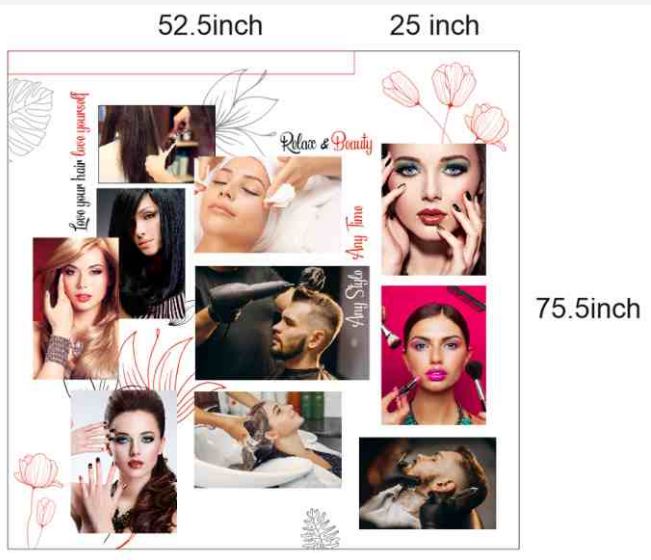 52.5inch
25 inch
Love your hair love yourself
Relax & Beauty
Any Time
Any Style
75.5inch